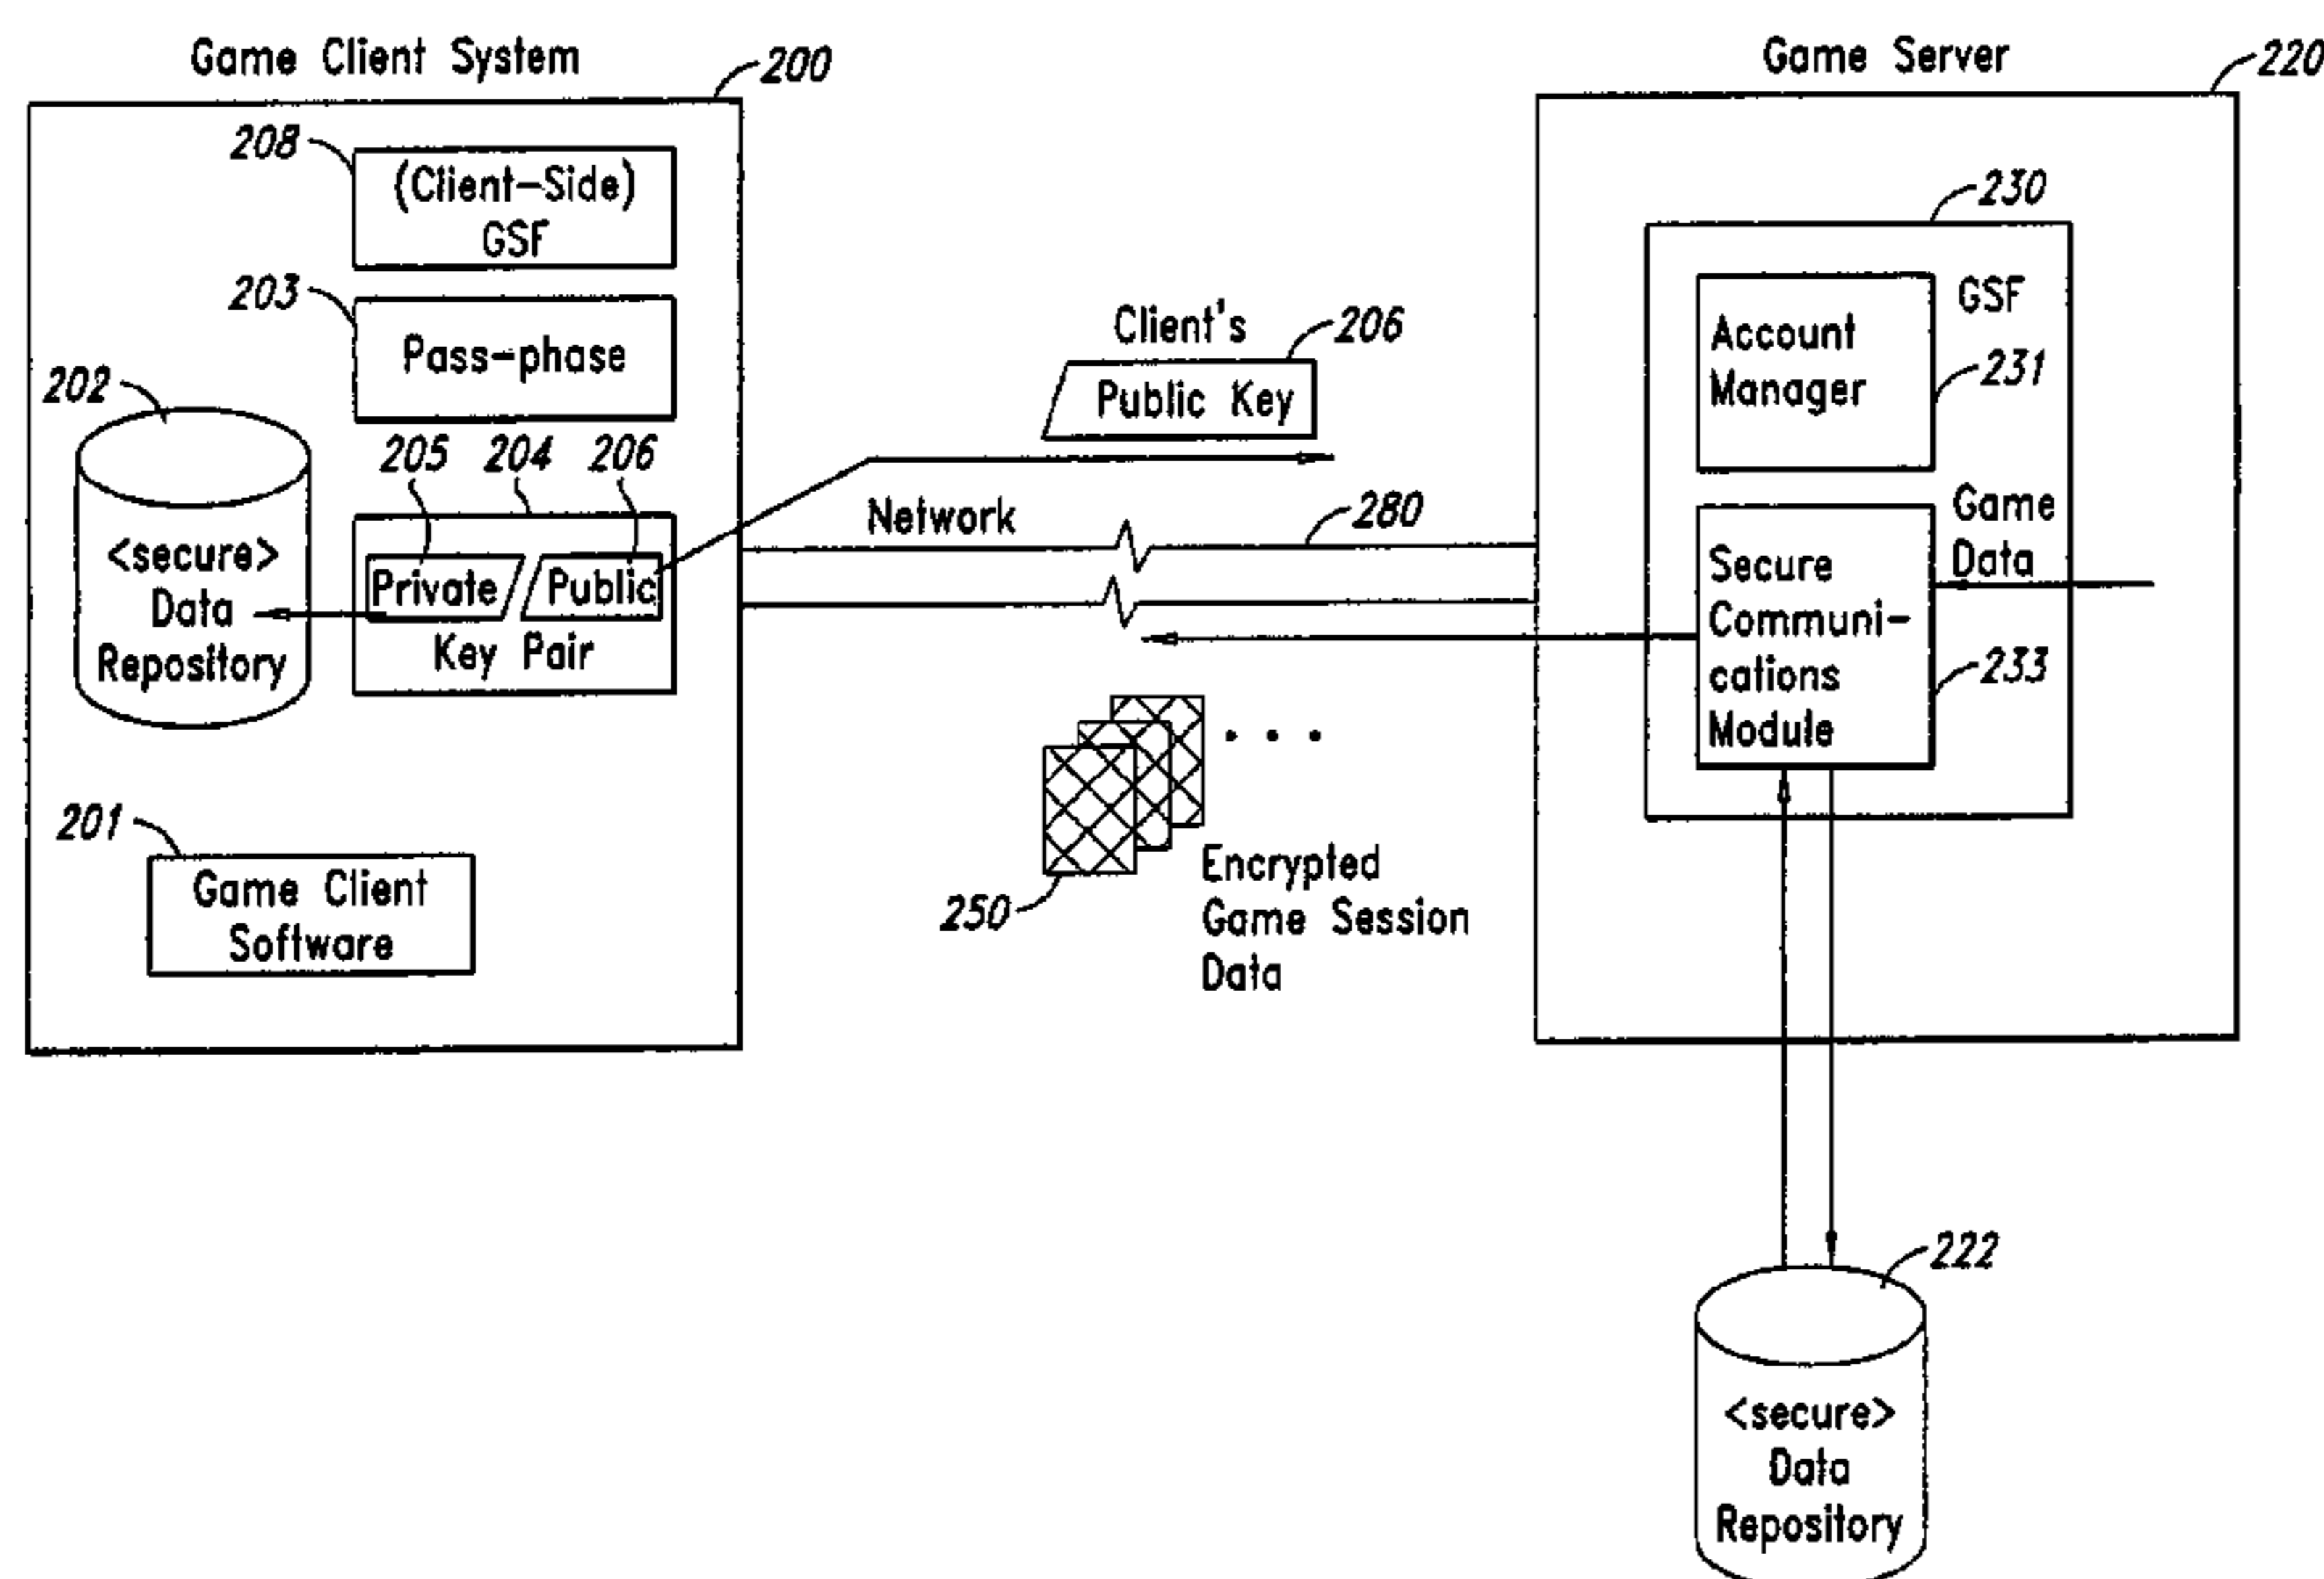 Game Client System
200
208
(Client-Side)
GSF
203
Pass-phase
202
205 204 206
<secure>
Data
Repository
Private
Public
Key Pair
201
Game Client
Software
Client's
206
Public Key
Network
280
250
Encrypted
Game Session
Data
Game Server
220
230
GSF
Account
Manager
231
Game
Data
Secure
Communi-
cations
Module
233
222
<secure>
Data
Repository